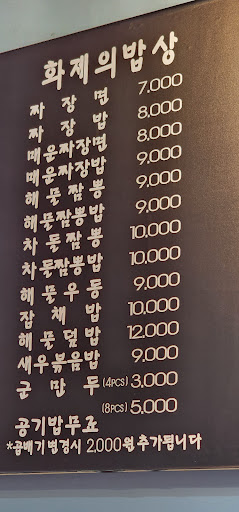 화제의밥상
짜장면 7,000
짜장밥 8,000
매운짜장면 8,000
매운짜장밥 9,000
해물짬뽕 9,000
해물짬뽕밥 9,000
차돌짬뽕 10,000
차돌짬뽕밥 10,000
해물우동 9,000
잡채밥 10,000
해물덮밥 12,000
새우볶음밥 9,000
군만두 (4PCS) 3,000
(8PCS) 5,000
공기밥무료
*곱빼기변경시 2,000원추가됩니다